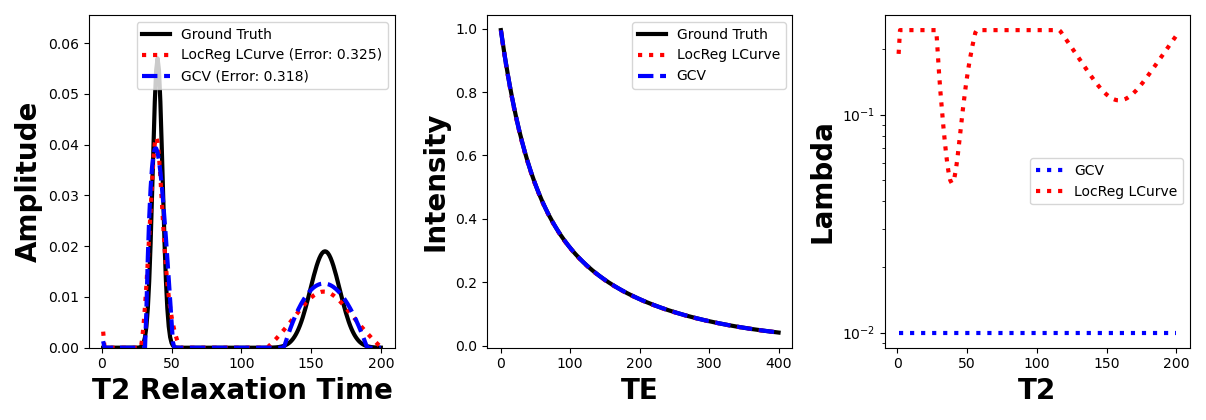 Ground Truth
LocReg LCurve (Error: 0.325)
GCV (Error: 0.318)
0.06
0.05
0.04
0.03
0.02
0.01
0.00
0
50
100
150
200
Amplitude
T2 Relaxation Time
Ground Truth
LocReg LCurve
GCV
1.0
0.8
0.6
0.4
0.2
0.0
0
100
200
300
400
Intensity
TE
10⁻¹
10⁻²
GCV
LocReg LCurve
0
50
100
150
200
Lambda
T2